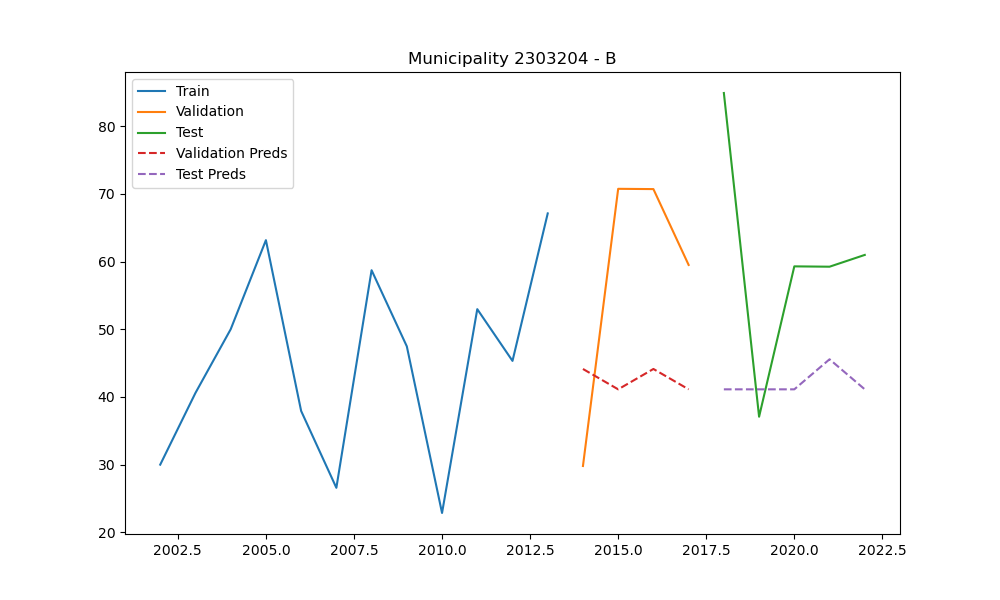 Municipality 2303204 - B
Train
Validation
Test
Validation Preds
Test Preds
80
70
60
50
40
30
20
2002.5 2005.0 2007.5 2010.0 2012.5 2015.0 2017.5 2020.0 2022.5